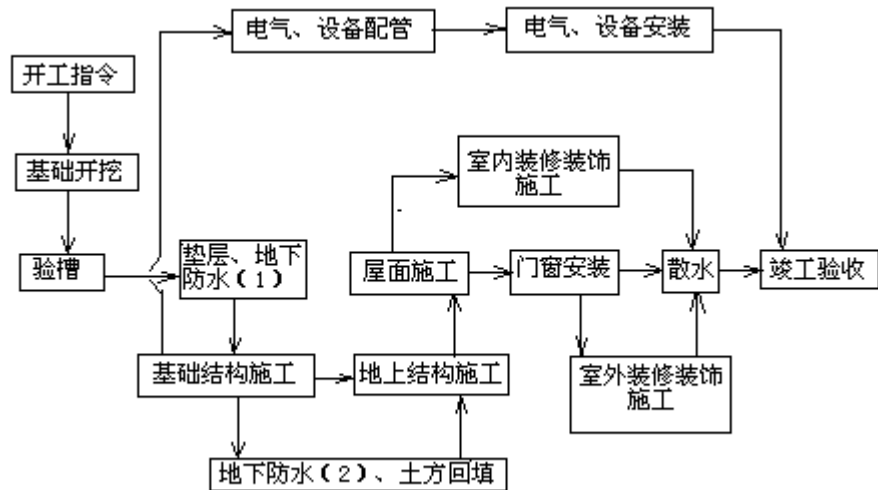 电气、设备配管
电气、设备安装
开工指令
基础开挖
室内装修装饰
施工
验槽
垫层、地下
防水(1)
屋面施工
门窗安装
散水
竣工验收
基础结构施工
地上结构施工
室外装修装饰
施工
地下防水(2)、土方回填